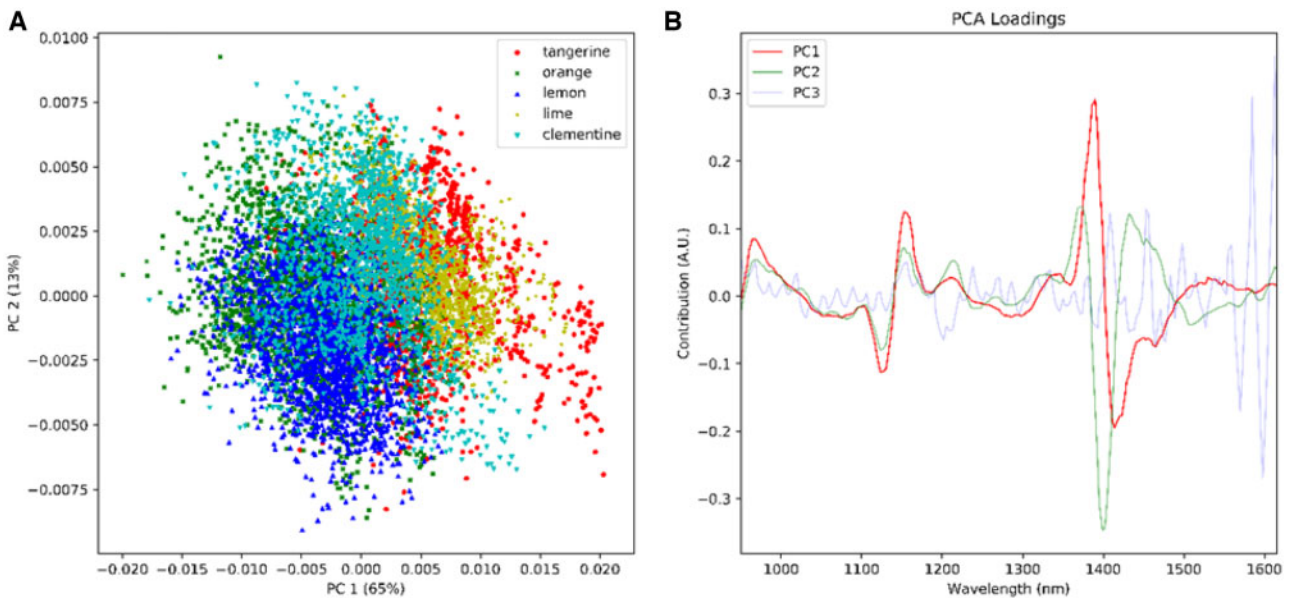 A
0.0100
0.0075
0.0050
0.0025
0.0000
−0.0025
−0.0050
−0.0075
PC 2 (13%)
−0.020 −0.015 −0.010 −0.005 0.000 0.005 0.010 0.015 0.020
PC 1 (65%)
tangerine
orange
lemon
lime
clementine
B
PCA Loadings
PC1
PC2
PC3
0.3
0.2
0.1
0.0
−0.1
−0.2
−0.3
Contribution (A.U.)
1000 1100 1200 1300 1400 1500 1600
Wavelength (nm)